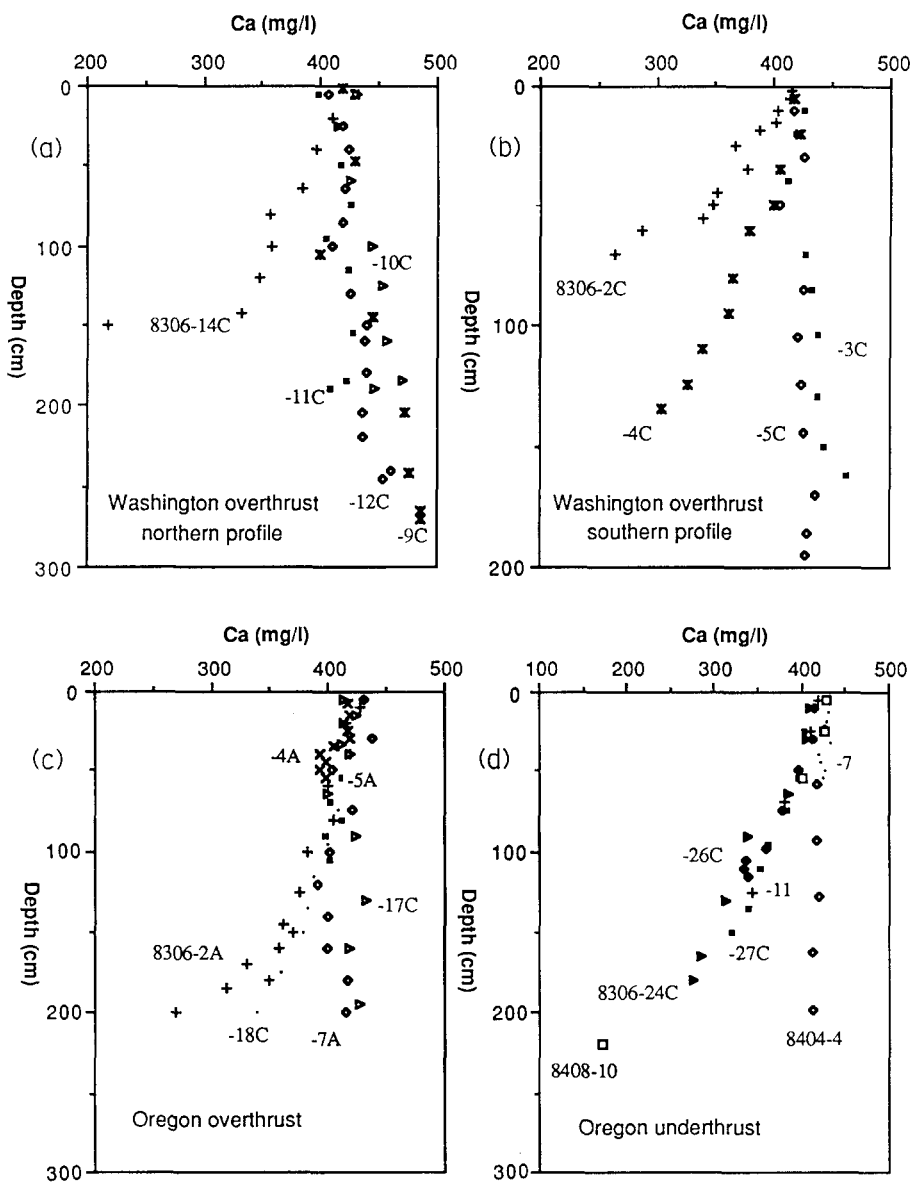 Ca (mg/l)
200 300 400 500
0
100
200
300
Depth (cm)
(a)
-10C
8306-14C
-11C
-12C
-9C
Washington overthrust
northern profile
Ca (mg/l)
200 300 400 500
0
100
200
Depth (cm)
(b)
8306-2C
-3C
-4C
-5C
Washington overthrust
southern profile
Ca (mg/l)
200 300 400 500
0
100
200
300
Depth (cm)
(c)
-4A
-5A
-17C
8306-2A
-18C
-7A
Oregon overthrust
Ca (mg/l)
100 200 300 400 500
0
100
200
300
Depth (cm)
(d)
-7
-26C
-11
-27C
8306-24C
8404-4
8408-10
Oregon underthrust